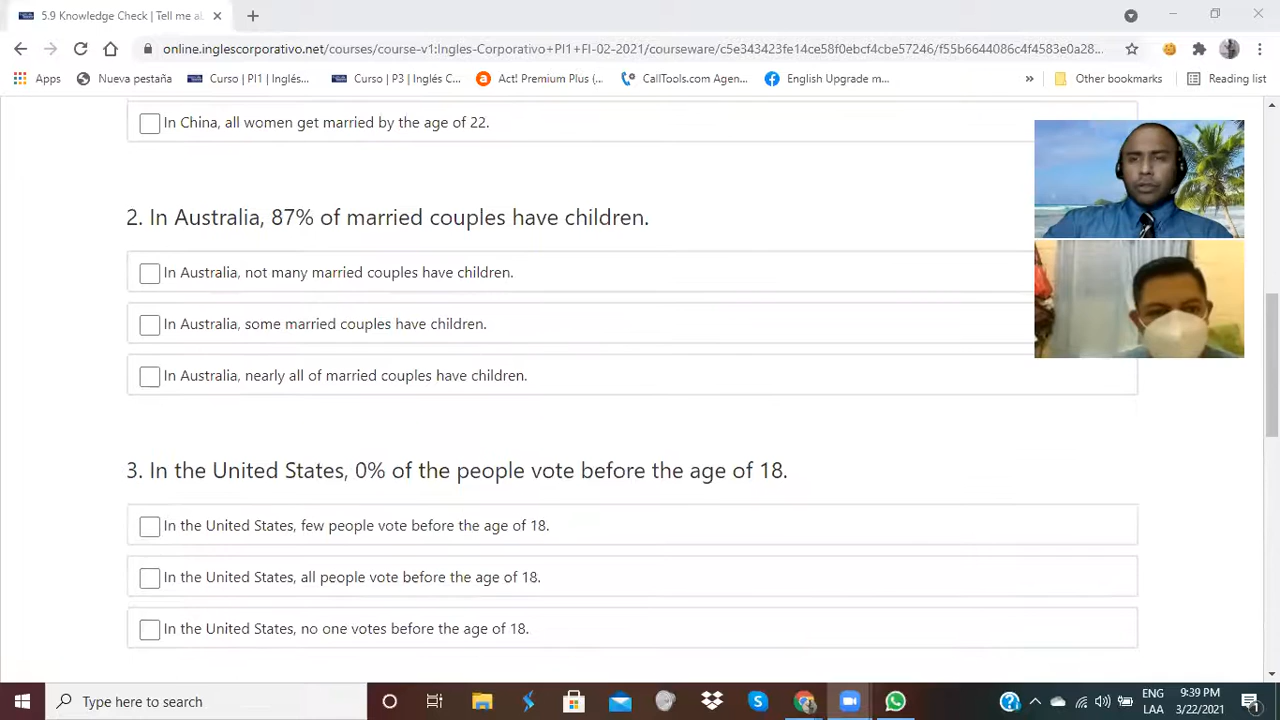 5.9 Knowledge Check | Tell me a
online.inglescorporativo.net/courses/course-v1:Ingles-Corporativo+PI1+FI-02-2021/courseware/c5e343423fe14ce58f0ebcf4cbe57246/f55b6644086c4f4583e0a28...
Apps Nueva pestaña Curso | PI1 | Inglés... Curso | P3 | Inglés C... Act! Premium Plus (... CallTools.com Agen... English Upgrade m... » Other bookmarks Reading list
In China, all women get married by the age of 22.
2. In Australia, 87% of married couples have children.
In Australia, not many married couples have children.
In Australia, some married couples have children.
In Australia, nearly all of married couples have children.
3. In the United States, 0% of the people vote before the age of 18.
In the United States, few people vote before the age of 18.
In the United States, all people vote before the age of 18.
In the United States, no one votes before the age of 18.
Type here to search
ENG 9:39 PM
LAA 3/22/2021
1